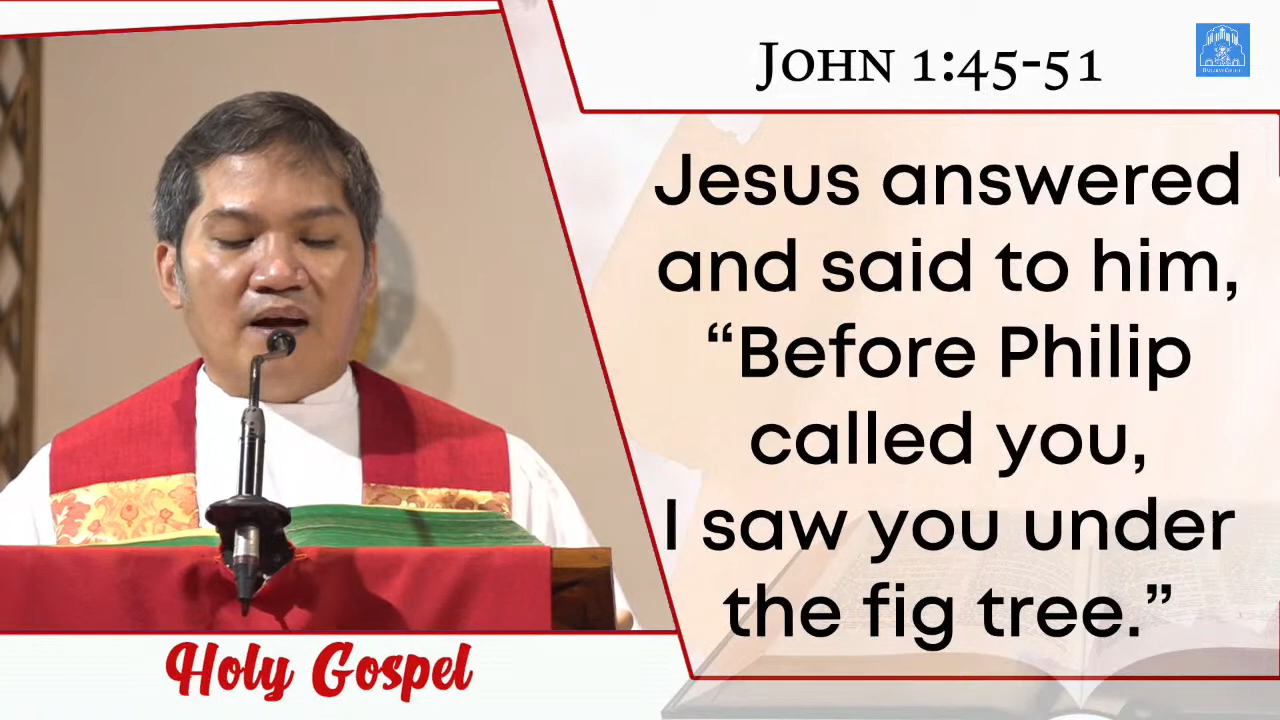 John 1:45-51
Jesus answered
and said to him,
“Before Philip
called you,
I saw you under
the fig tree.”
Holy Gospel